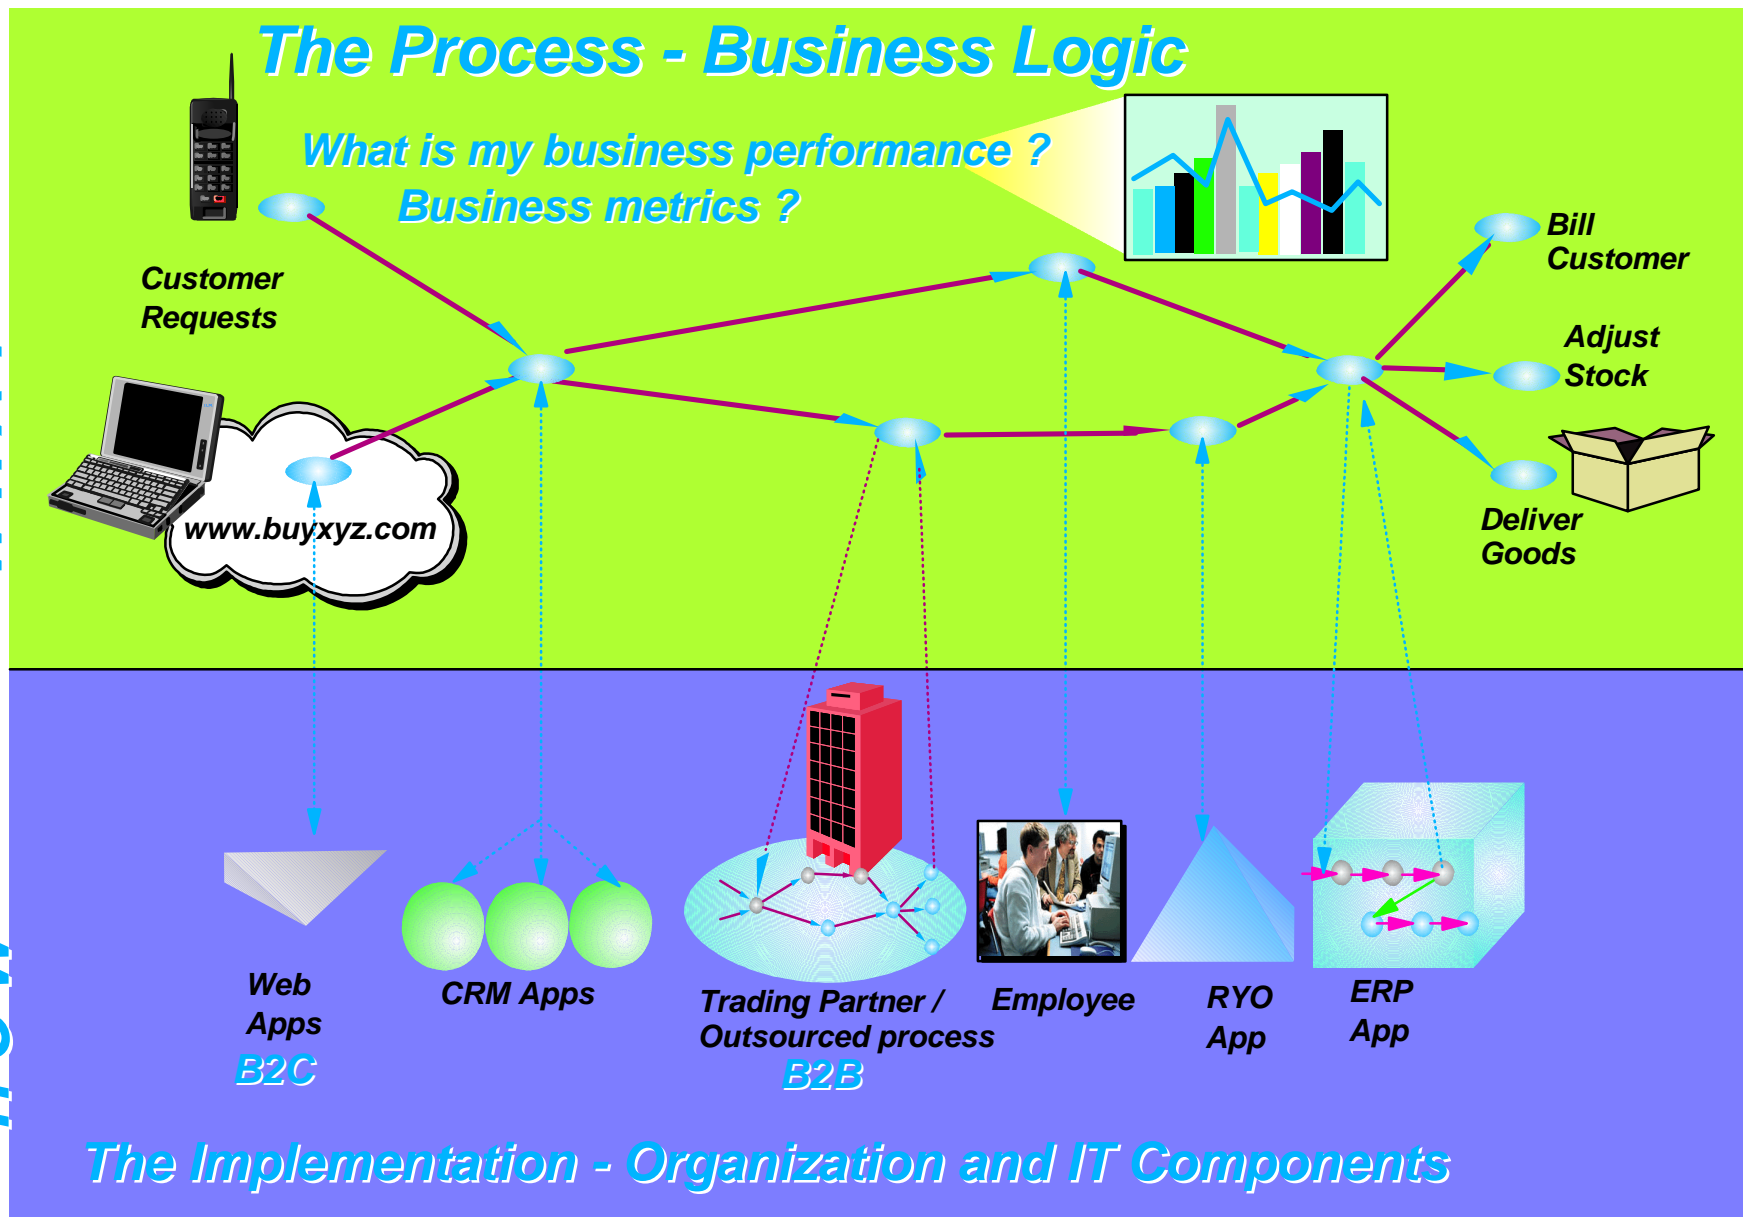 The Process - Business Logic
What is my business performance ?
Business metrics ?
Customer
Requests
Bill
Customer
Adjust
Stock
www.buyxyz.com
Deliver
Goods
Web
Apps
B2C
CRM Apps
Trading Partner /
Outsourced process
B2B
Employee
RYO
App
ERP
App
The Implementation - Organization and IT Components